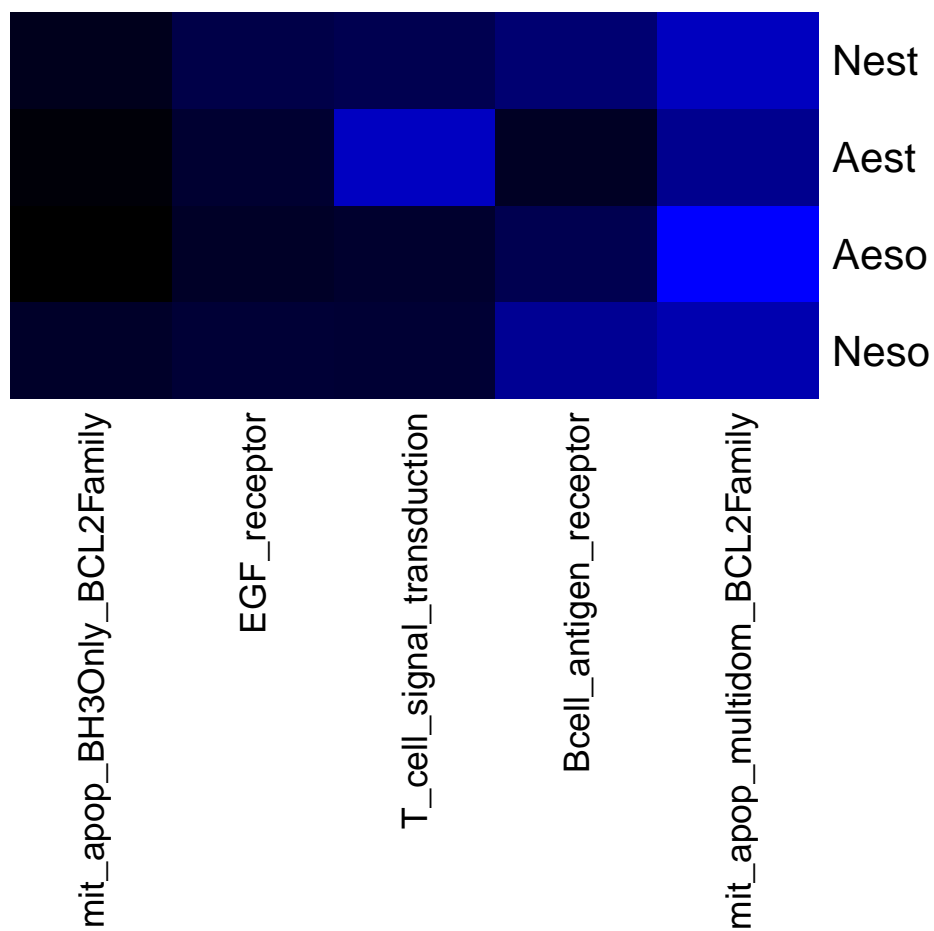 Nest
Aest
Aeso
Neso
mit_apop_BH3Only_BCL2Family
EGF_receptor
T_cell_signal_transduction
Bcell_antigen_receptor
mit_apop_multidom_BCL2Family